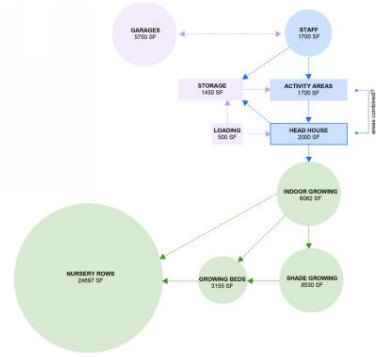 GARAGES
5750 SF
STAFF
1700 SF
STORAGE
1450 SF
ACTIVITY AREAS
1700 SF
areas combined?
LOADING
500 SF
HEAD HOUSE
2000 SF
INDOOR GROWING
6062 SF
NURSERY ROWS
24697 SF
GROWING BEDS
3155 SF
SHADE GROWING
8530 SF